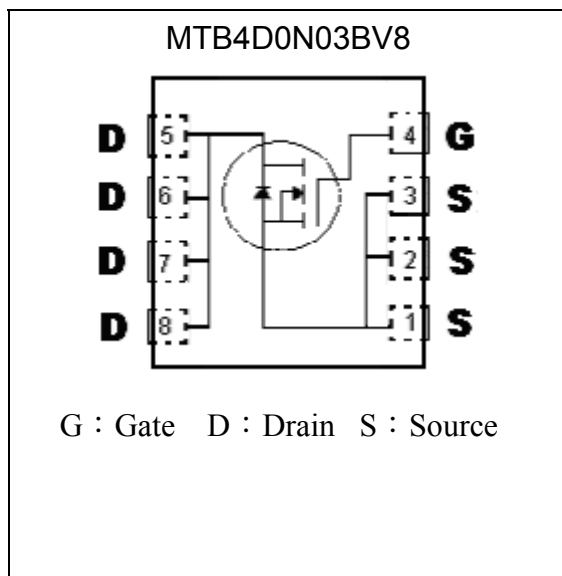 MTB4D0N03BV8
D 5 4 G
D 6 3 S
D 7 2 S
D 8 1 S
G：Gate D：Drain S：Source